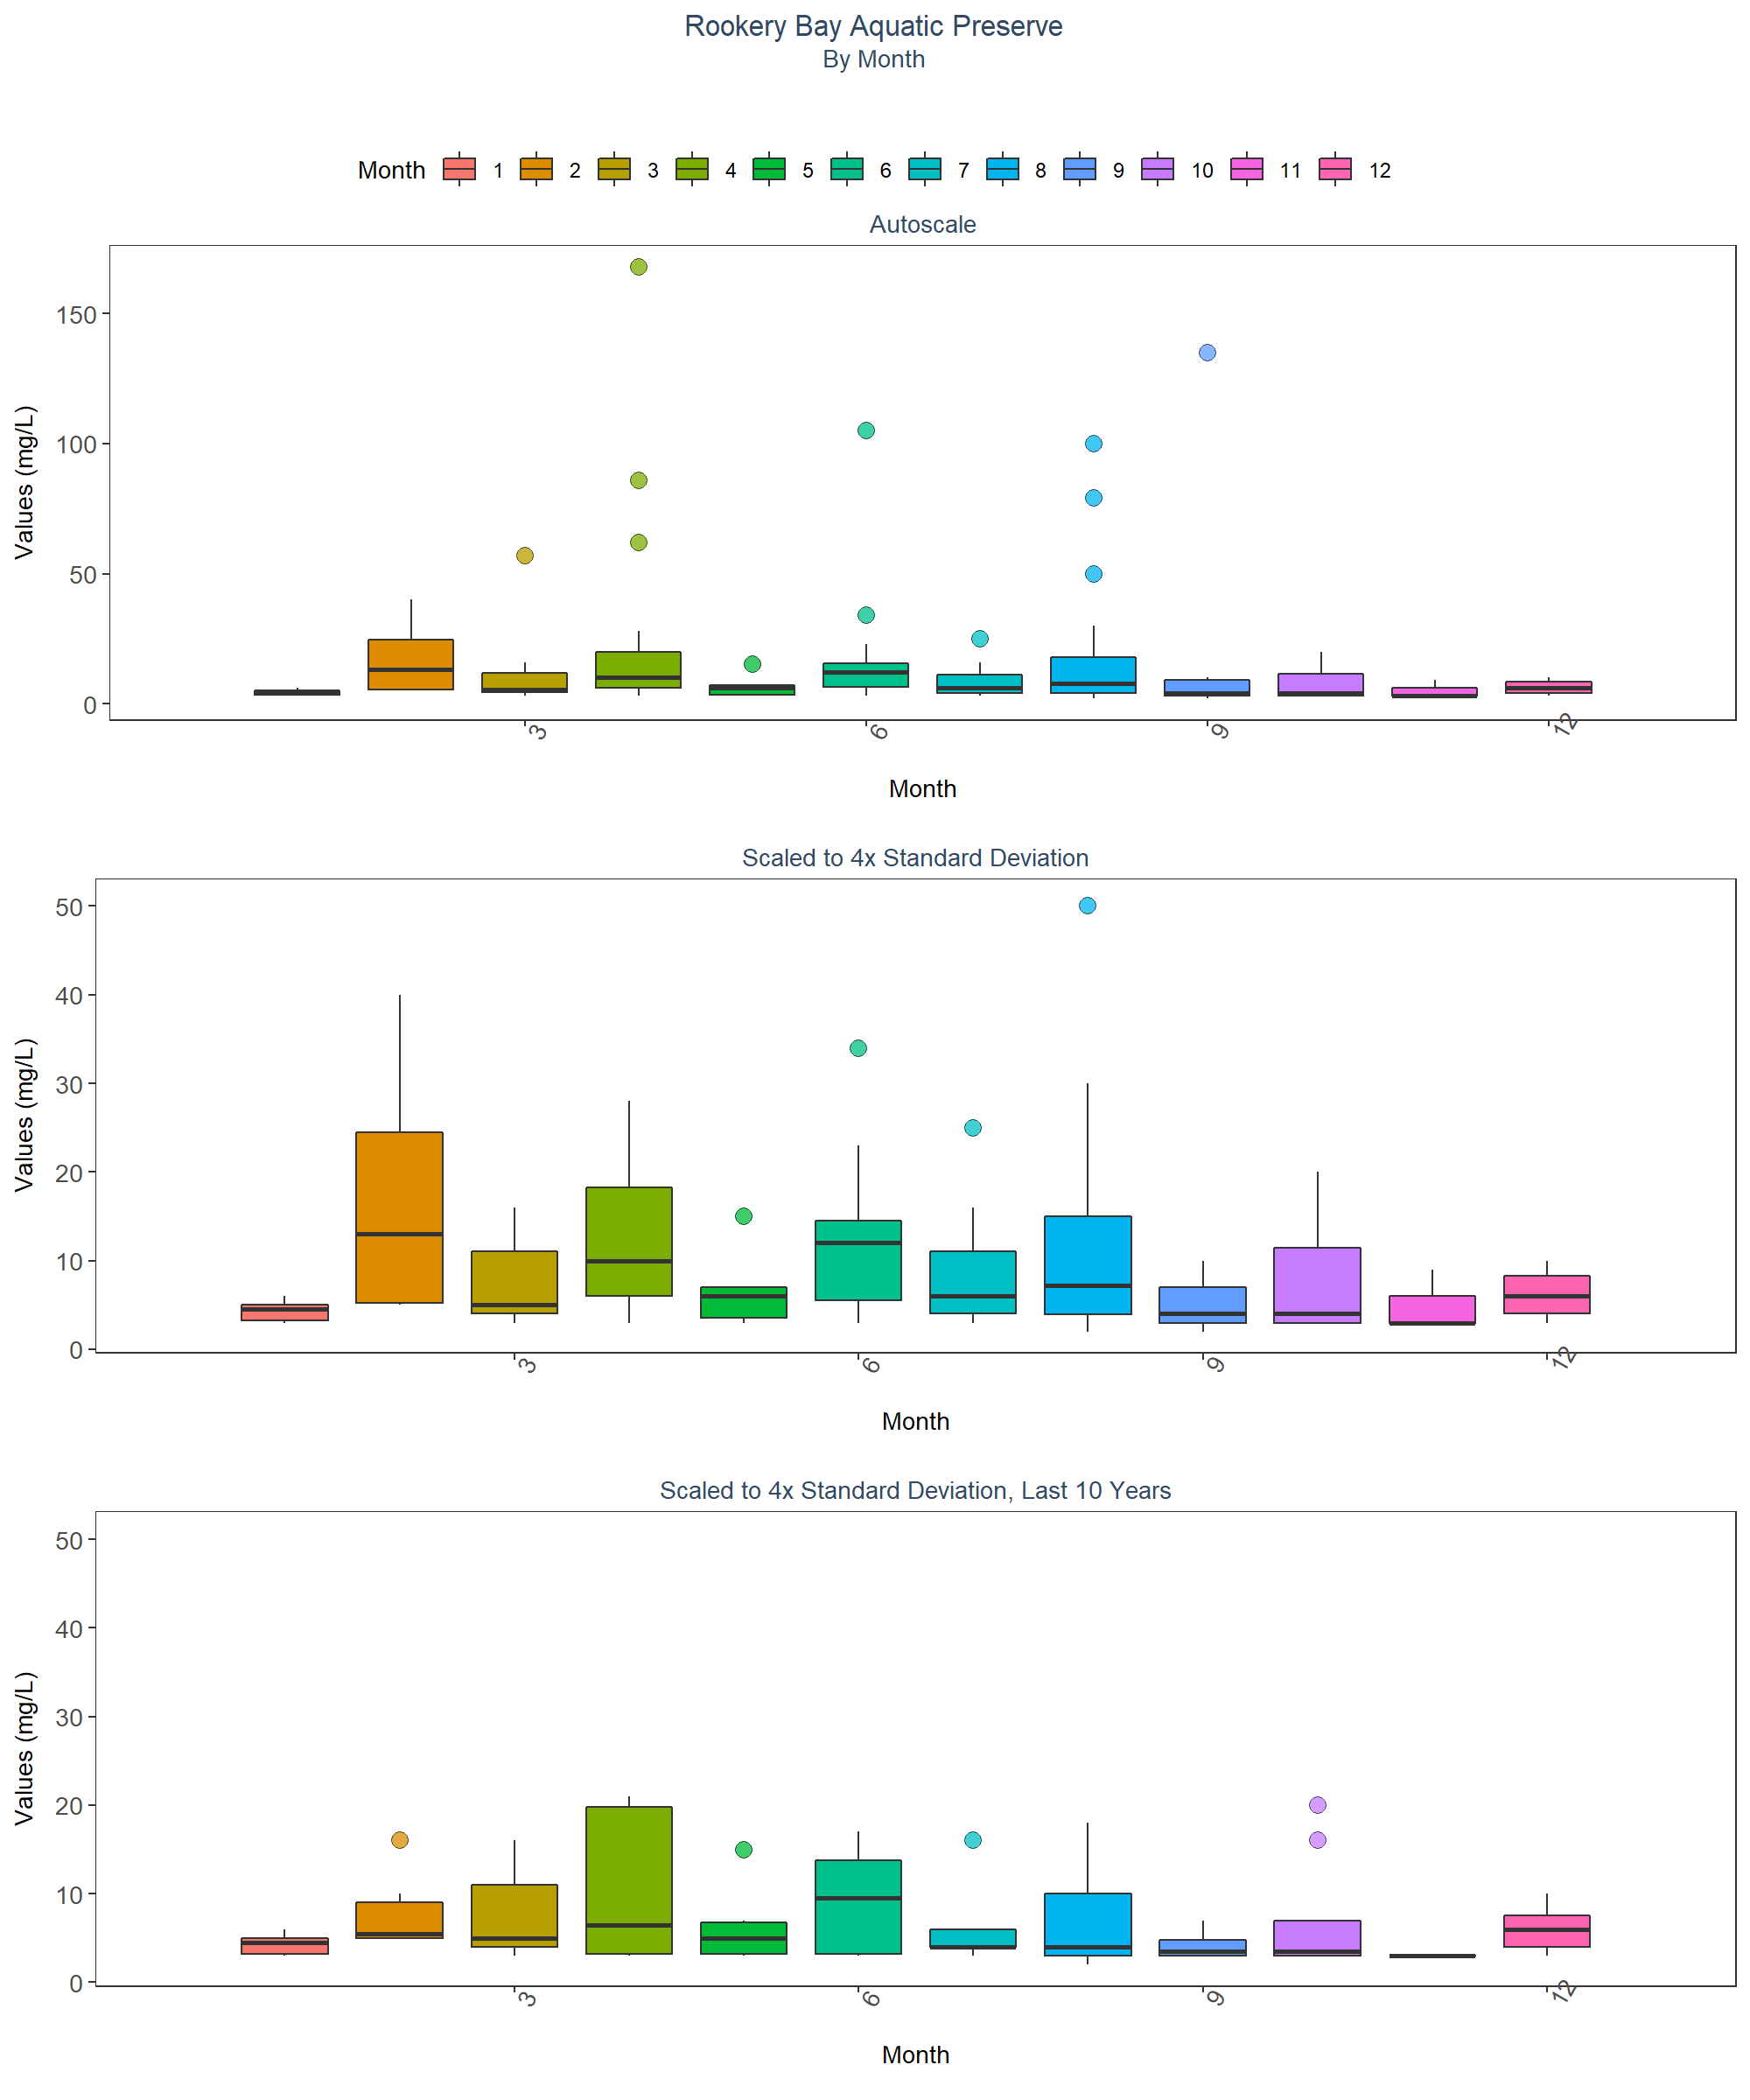 Rookery Bay Aquatic Preserve
By Month
Month 1 2 3 4 5 6 7 8 9 10 11 12
Autoscale
Values (mg/L)
150
100
50
0
3 6 9 12
Month
Scaled to 4x Standard Deviation
Values (mg/L)
50
40
30
20
10
0
3 6 9 12
Month
Scaled to 4x Standard Deviation, Last 10 Years
Values (mg/L)
50
40
30
20
10
0
3 6 9 12
Month